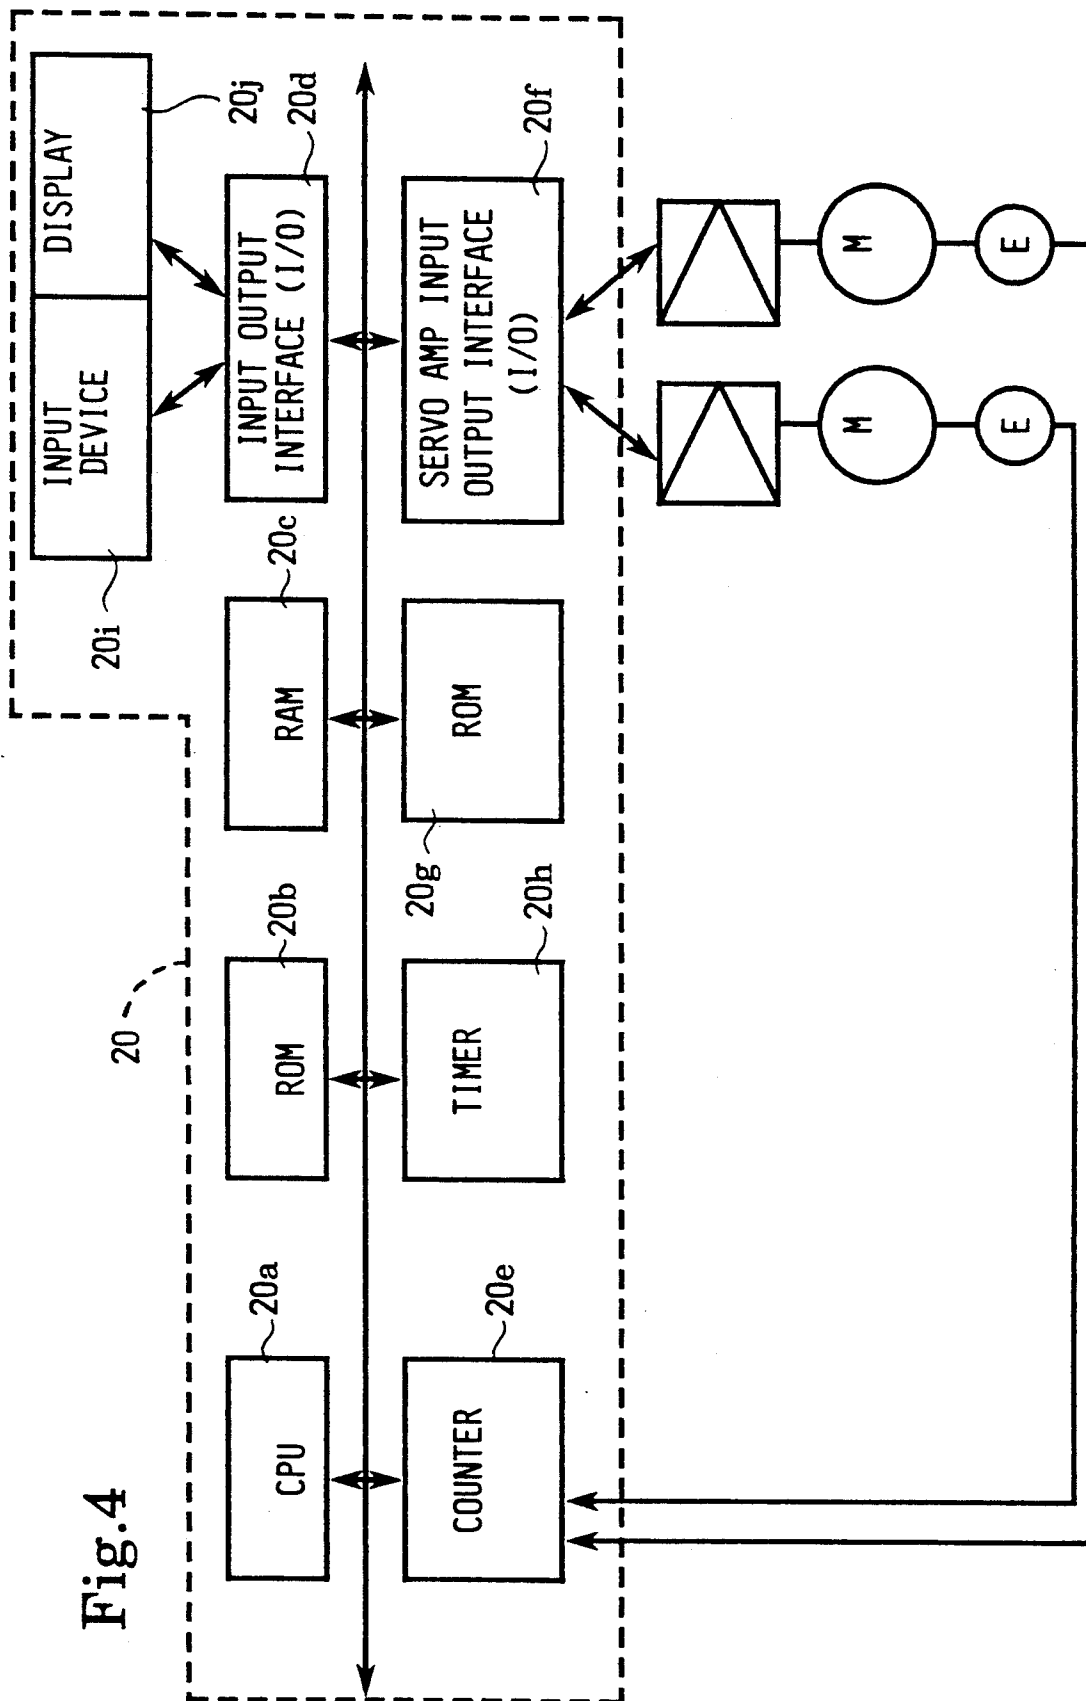 Fig.4
20
INPUT
DEVICE
DISPLAY
20i
20j
CPU
20a
ROM
20b
RAM
20c
INPUT OUTPUT
INTERFACE (I/O)
20d
COUNTER
20e
TIMER
20h
ROM
20g
SERVO AMP INPUT
OUTPUT INTERFACE
(I/O)
20f
M
M
E
E